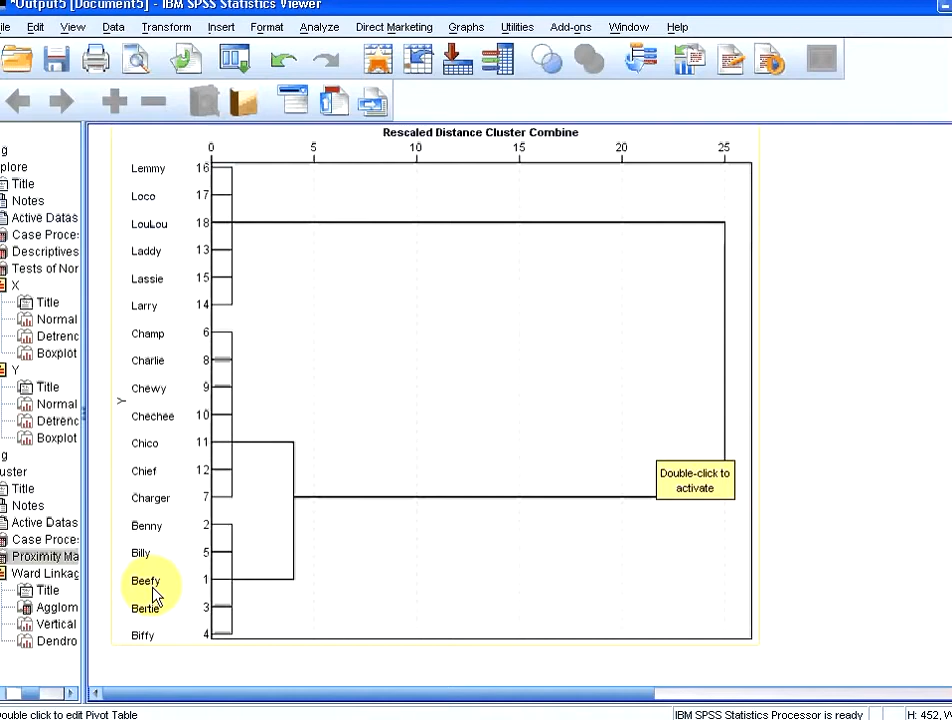 *Output5 [Document5] - IBM SPSS Statistics Viewer
ile Edit View Data Transform Insert Format Analyze Direct Marketing Graphs Utilities Add-ons Window Help
g
plore
Title
Notes
Active Datas
Case Proce:
Descriptives
Tests of Nor
X
Title
Normal
Detrend
Boxplot
Y
Title
Normal
Detrend
Boxplot
g
uster
Title
Notes
Active Datas
Case Proce:
Proximity Ma
Ward Linkag
Title
Agglom
Vertical
Dendro
Rescaled Distance Cluster Combine
0 5 10 15 20 25
Lemmy 16
Loco 17
LouLou 18
Laddy 13
Lassie 15
Larry 14
Champ 6
Charlie 8
Chewy 9
Y
Chechee 10
Chico 11
Chief 12
Charger 7
Benny 2
Billy 5
Beefy 1
Bertie 3
Biffy 4
Double-click to
activate
Double click to edit Pivot Table
IBM SPSS Statistics Processor is ready
H: 452, W